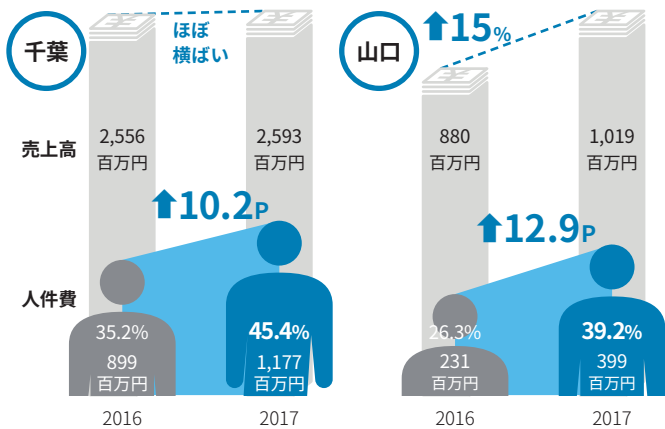 千葉
ほぼ
横ばい
売上高
2,556
百万円
2,593
百万円
10.2P
人件費
35.2%
899
百万円
45.4%
1,177
百万円
2016
2017
山口
15%
880
百万円
1,019
百万円
12.9P
26.3%
231
百万円
39.2%
399
百万円
2016
2017